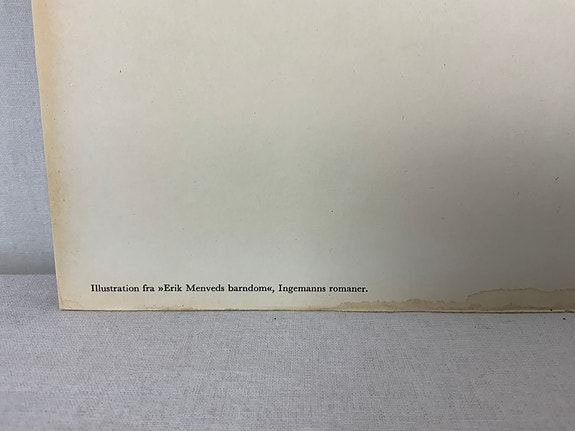 Illustration fra »Erik Menveds barndom«, Ingemanns romaner.